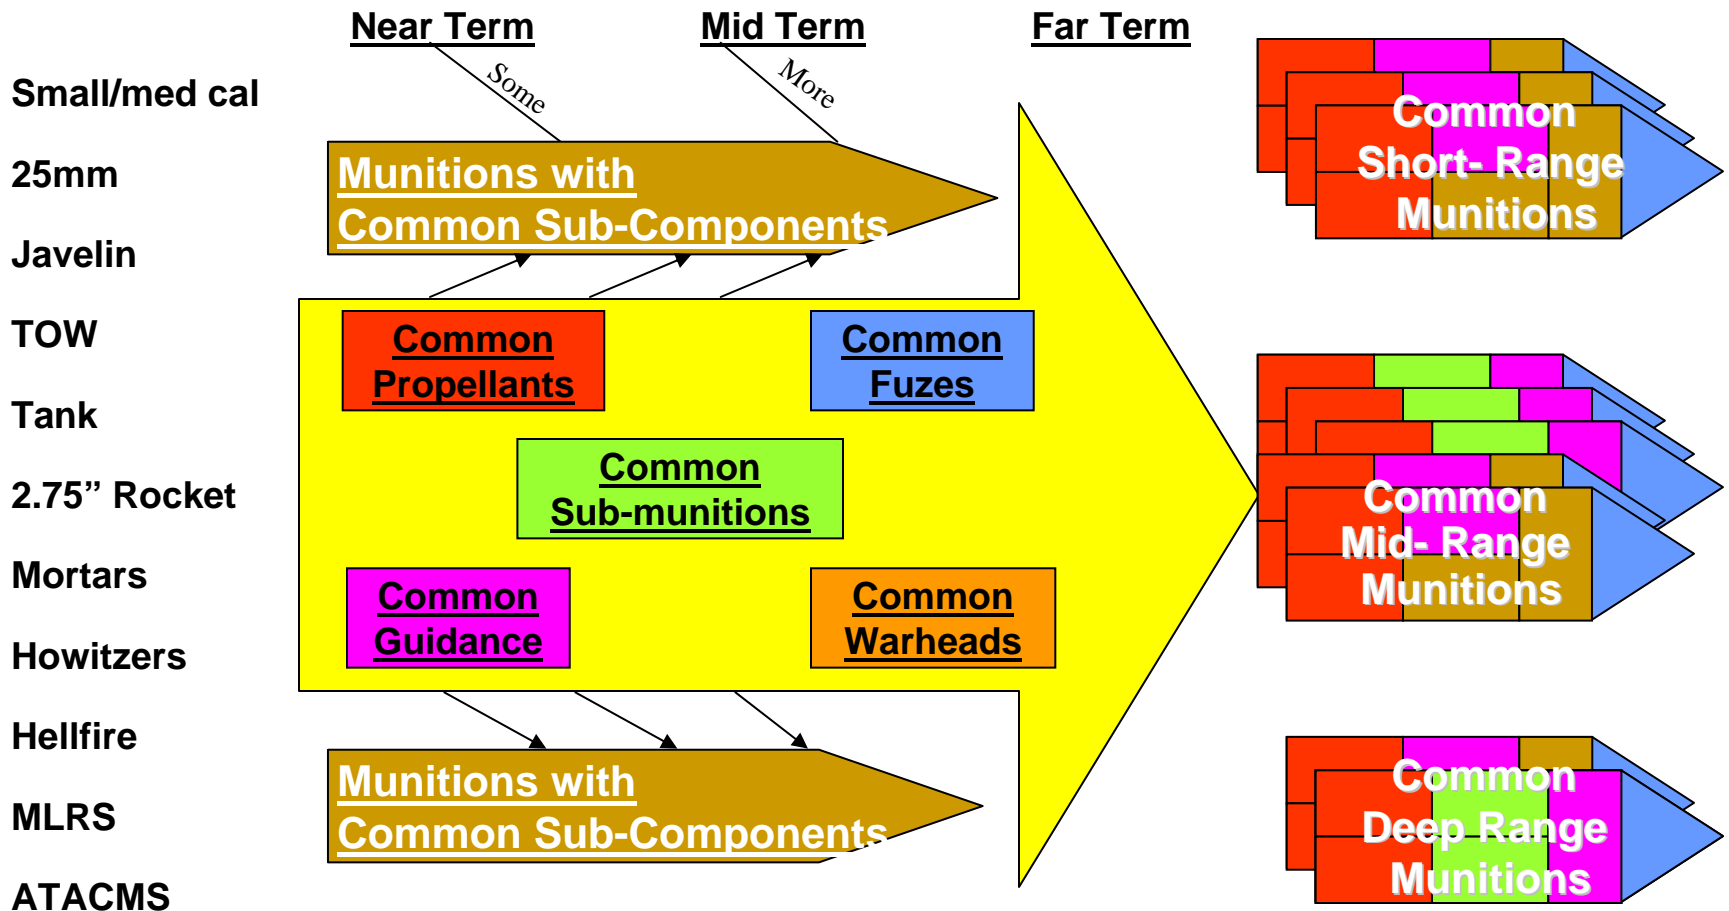 Near Term
Mid Term
Far Term
Some
More
Small/med cal
25mm
Javelin
TOW
Tank
2.75” Rocket
Mortars
Howitzers
Hellfire
MLRS
ATACMS
Munitions with
Common Sub-Components
Common
Propellants
Common
Fuzes
Common
Sub-munitions
Common
Guidance
Common
Warheads
Munitions with
Common Sub-Components
Common
Short- Range
Munitions
Common
Mid- Range
Munitions
Common
Deep Range
Munitions